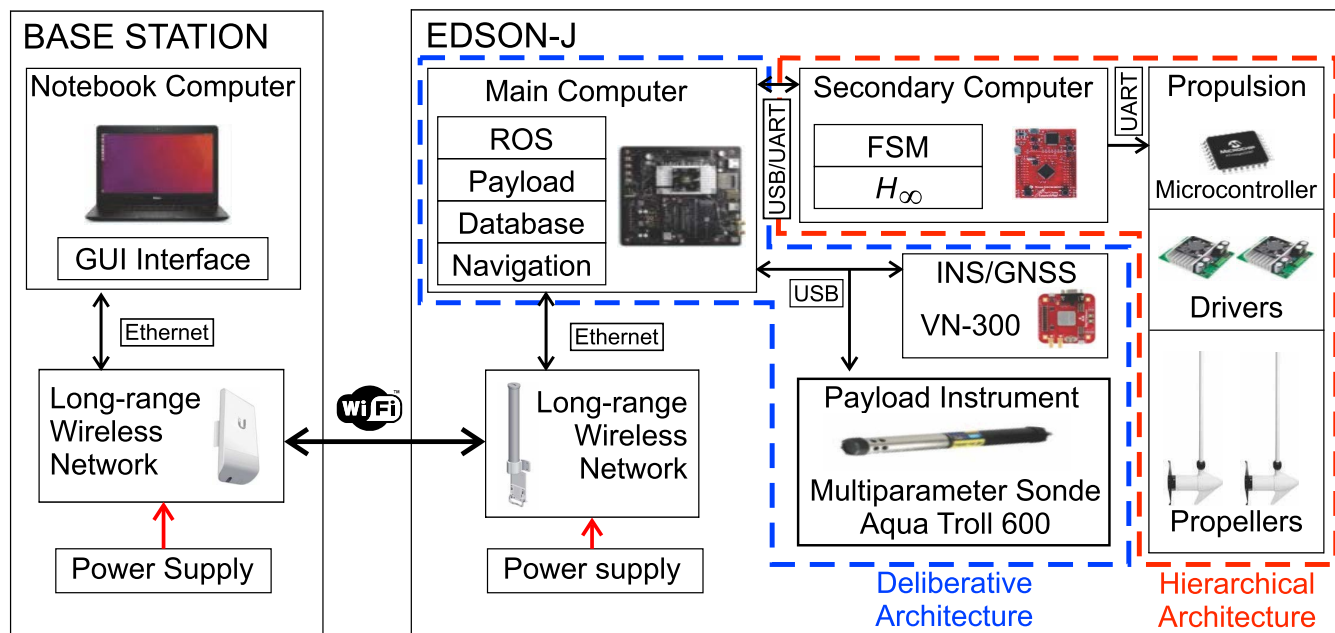 BASE STATION
Notebook Computer
GUI Interface
Ethernet
Long-range
Wireless
Network
Power Supply
WiFi
™
EDSON-J
Main Computer
ROS
Payload
Database
Navigation
Ethernet
Long-range
Wireless
Network
Power supply
USB/UART
Secondary Computer
FSM
H∞
UART
USB
INS/GNSS
VN-300
Payload Instrument
Multiparameter Sonde
Aqua Troll 600
Deliberative
Architecture
Propulsion
MICROCHIP
Microcontroller
Drivers
Propellers
Hierarchical
Architecture